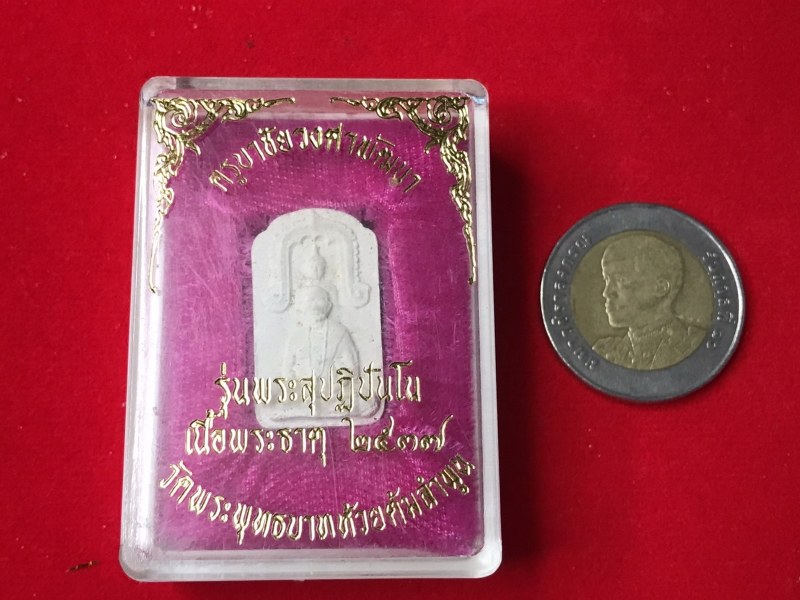 ครูบาชัยวงศาพัฒนา
รุ่นพระสุปฏิปันโน
เนื้อพระธาตุ ๒๕๓๗
วัดพระพุทธบาทห้วยต้มลำพูน